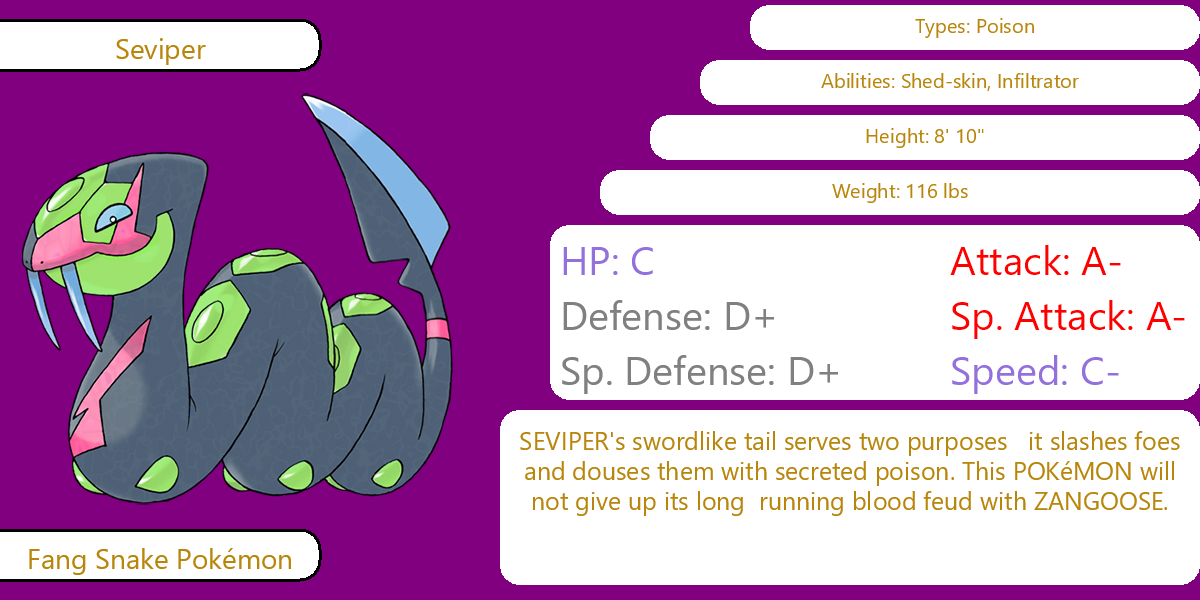 Seviper
Types: Poison
Abilities: Shed-skin, Infiltrator
Height: 8' 10"
Weight: 116 lbs
HP: C
Attack: A-
Defense: D+
Sp. Attack: A-
Sp. Defense: D+
Speed: C-
SEVIPER's swordlike tail serves two purposes   it slashes foes
and douses them with secreted poison. This POKéMON will
not give up its long  running blood feud with ZANGOOSE.
Fang Snake Pokémon